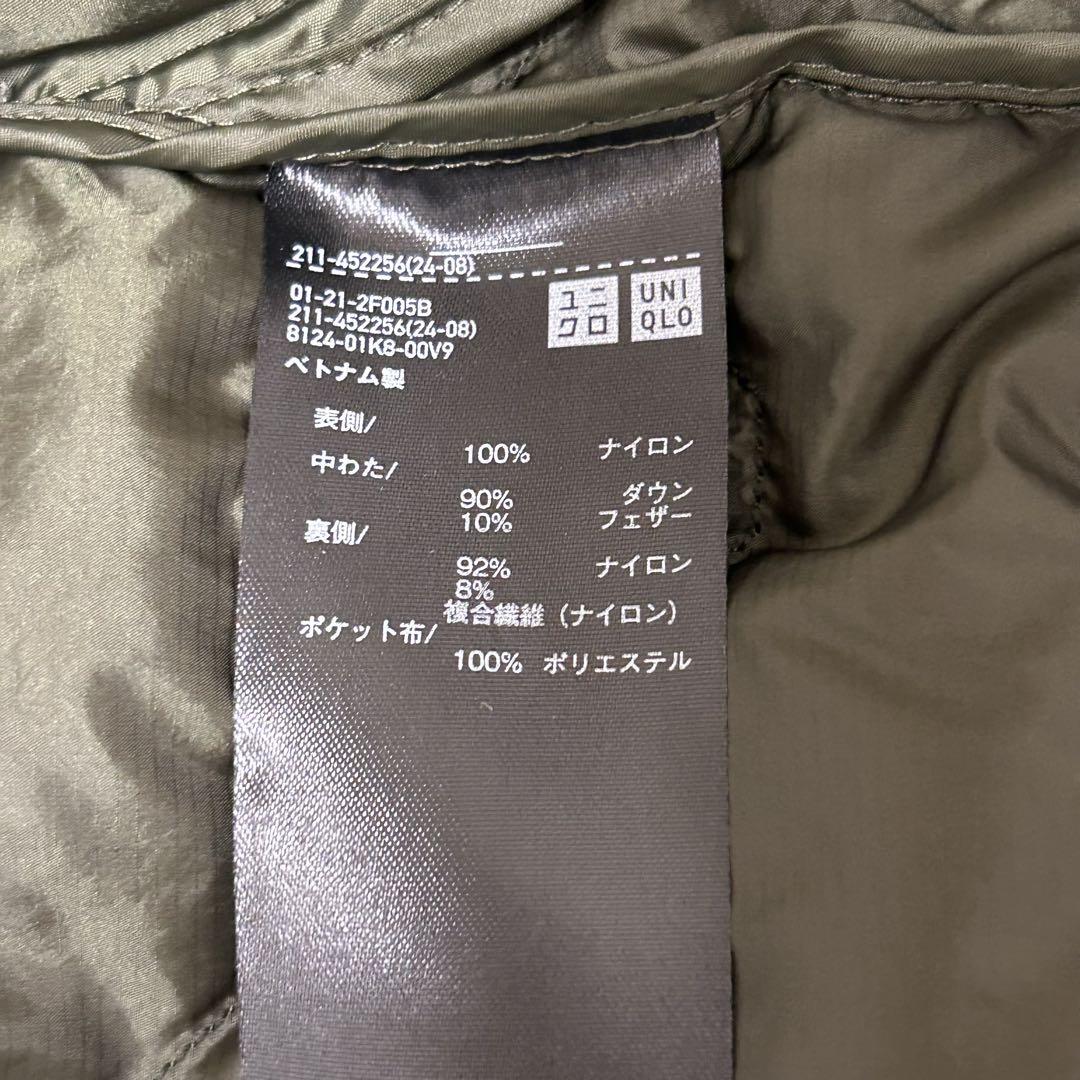 211-452256(24-08)
01-21-2F005B
211-452256(24-08)
8124-01K8-00V9
ユニ
クロ
UNI
QLO
ベトナム製
表側/
100% ナイロン
中わた/
90% ダウン
10% フェザー
裏側/
92% ナイロン
8%
複合繊維（ナイロン）
ポケット布/
100% ポリエステル